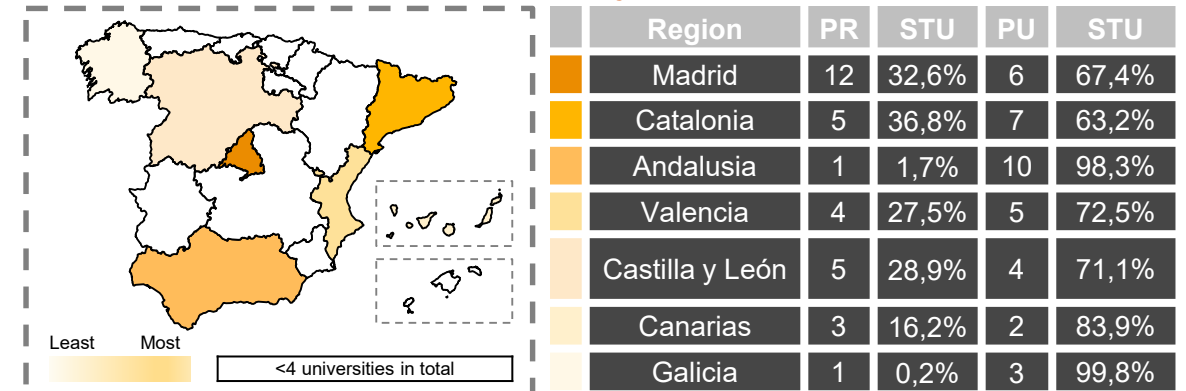 Region PR STU PU STU
Madrid 12 32,6% 6 67,4%
Catalonia 5 36,8% 7 63,2%
Andalusia 1 1,7% 10 98,3%
Valencia 4 27,5% 5 72,5%
Castilla y León 5 28,9% 4 71,1%
Canarias 3 16,2% 2 83,9%
Galicia 1 0,2% 3 99,8%
Least Most
<4 universities in total